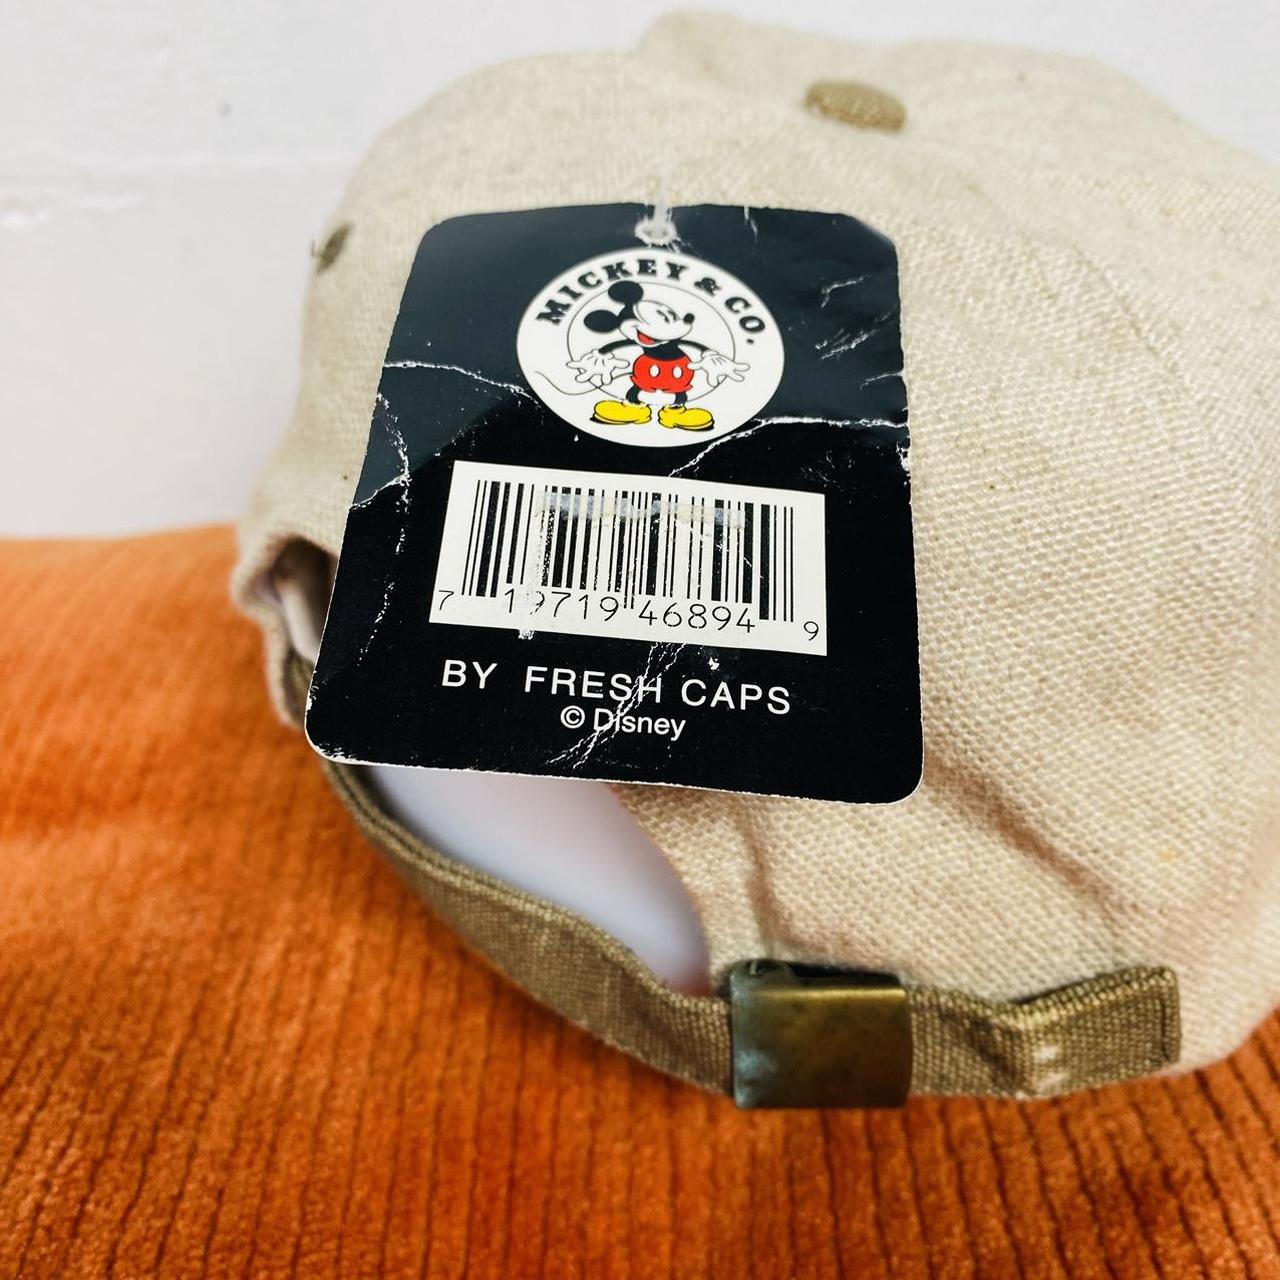 MICKEY & CO.
7 19719 46894 9
BY FRESH CAPS
© Disney